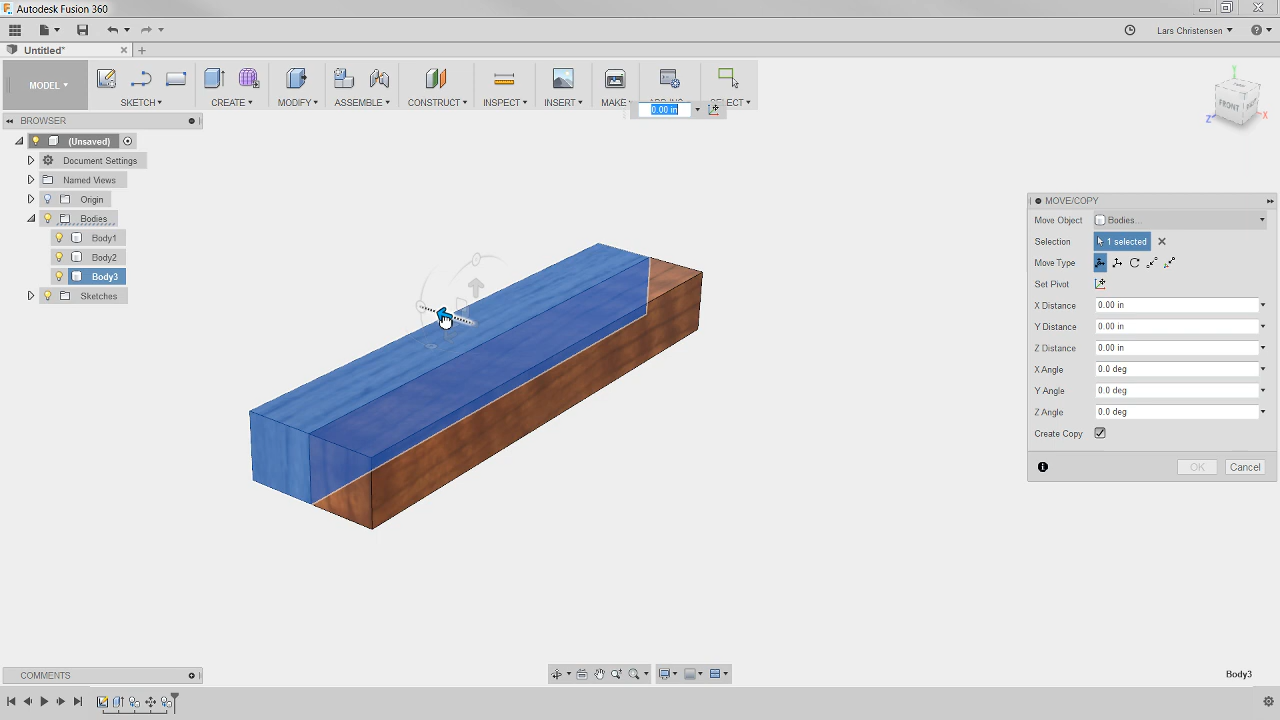 Autodesk Fusion 360
Lars Christensen
Untitled*
MODEL
SKETCH
CREATE
MODIFY
ASSEMBLE
CONSTRUCT
INSPECT
INSERT
MAKE
0.00 in
BROWSER
(Unsaved)
Document Settings
Named Views
Origin
Bodies
Body1
Body2
Body3
Sketches
FRONT
Y
X
Z
MOVE/COPY
Move Object Bodies...
Selection 1 selected
Move Type
Set Pivot
X Distance 0.00 in
Y Distance 0.00 in
Z Distance 0.00 in
X Angle 0.0 deg
Y Angle 0.0 deg
Z Angle 0.0 deg
Create Copy
OK Cancel
COMMENTS
Body3